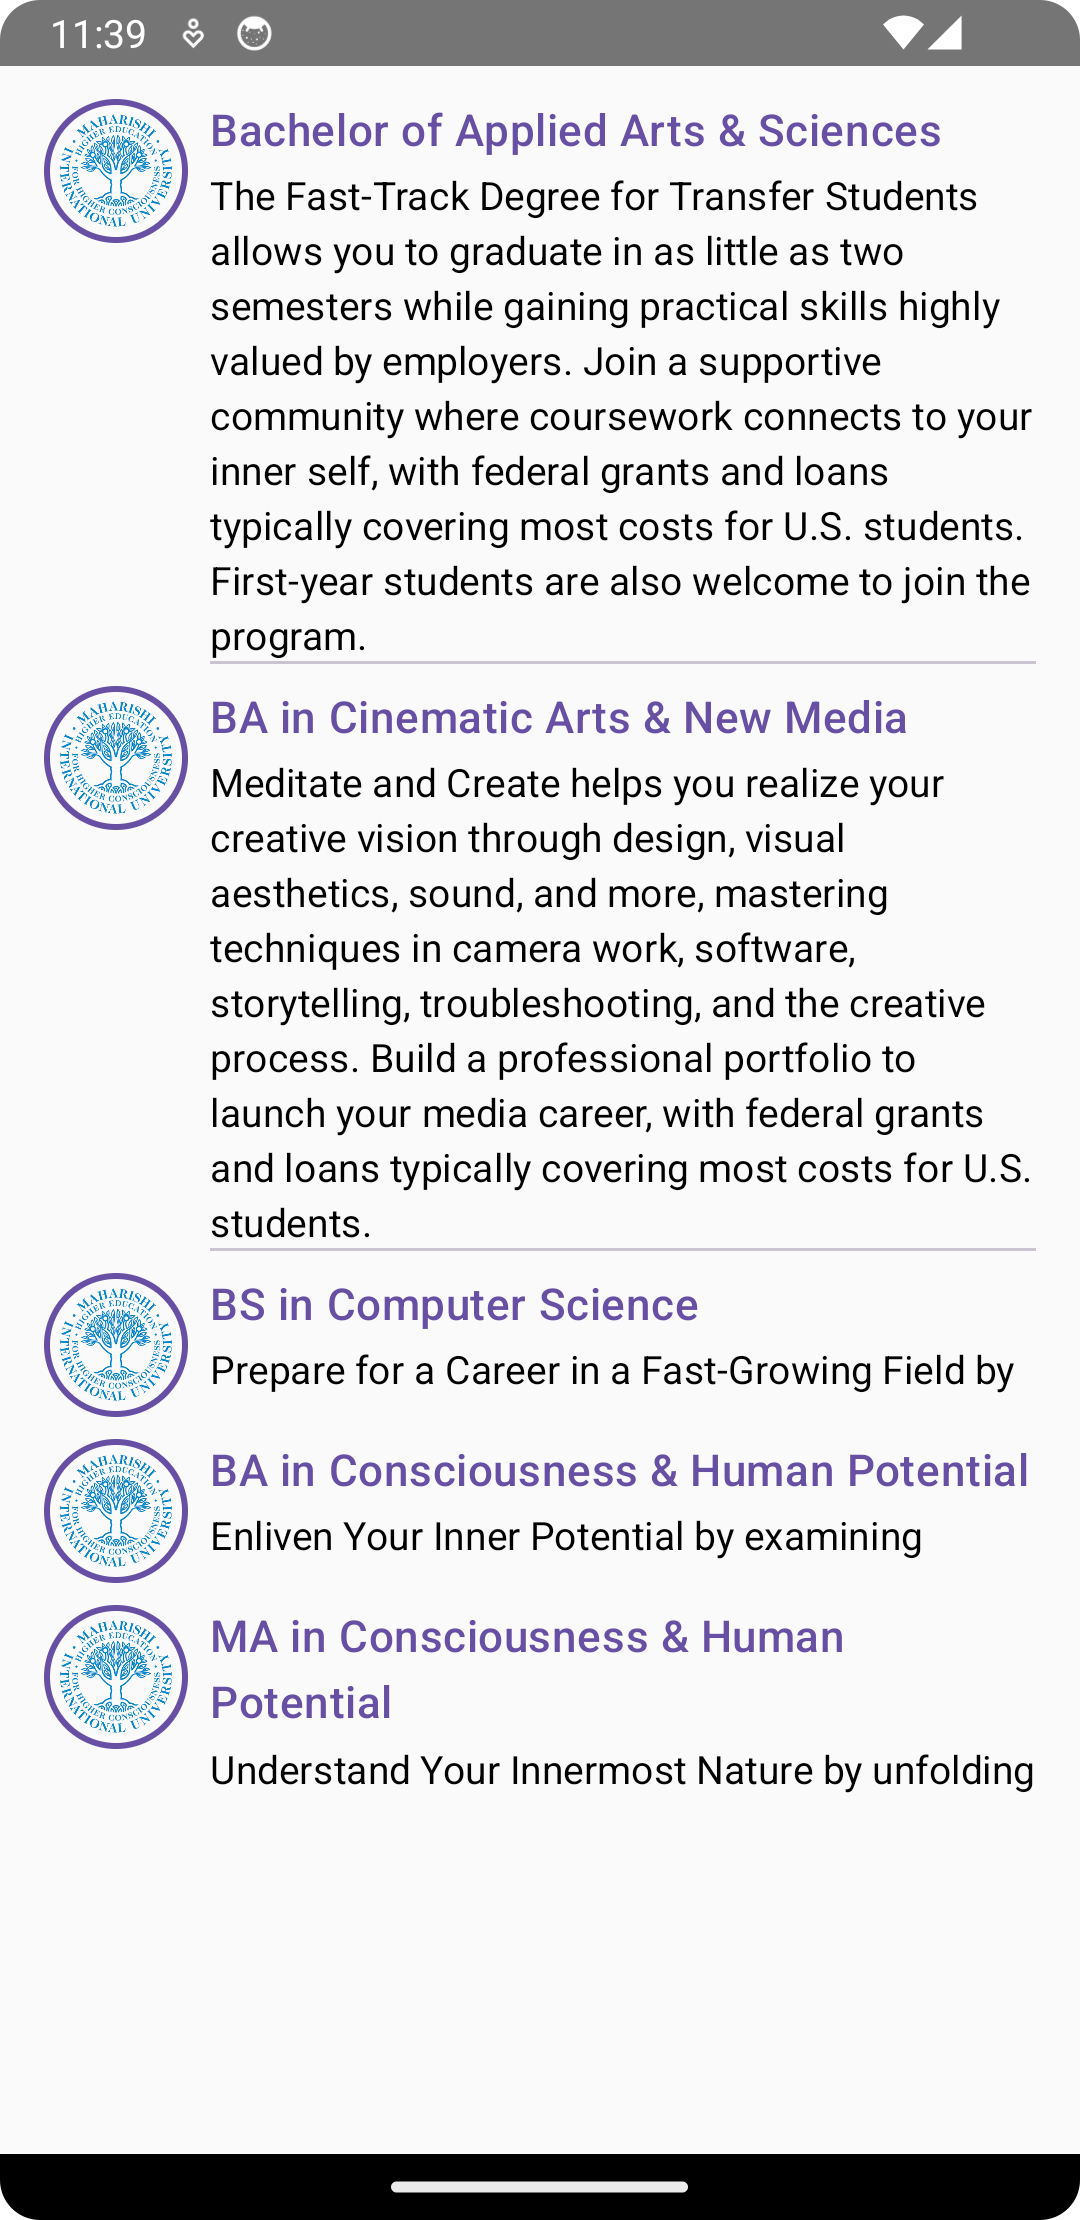 11:39
MAHARISHI
INTERNATIONAL UNIVERSITY
HIGHER EDUCATION
FOR HIGHER CONSCIOUSNESS
Bachelor of Applied Arts & Sciences
The Fast-Track Degree for Transfer Students
allows you to graduate in as little as two
semesters while gaining practical skills highly
valued by employers. Join a supportive
community where coursework connects to your
inner self, with federal grants and loans
typically covering most costs for U.S. students.
First-year students are also welcome to join the
program.
MAHARISHI
INTERNATIONAL UNIVERSITY
HIGHER EDUCATION
FOR HIGHER CONSCIOUSNESS
BA in Cinematic Arts & New Media
Meditate and Create helps you realize your
creative vision through design, visual
aesthetics, sound, and more, mastering
techniques in camera work, software,
storytelling, troubleshooting, and the creative
process. Build a professional portfolio to
launch your media career, with federal grants
and loans typically covering most costs for U.S.
students.
MAHARISHI
INTERNATIONAL UNIVERSITY
HIGHER EDUCATION
FOR HIGHER CONSCIOUSNESS
BS in Computer Science
Prepare for a Career in a Fast-Growing Field by
MAHARISHI
INTERNATIONAL UNIVERSITY
HIGHER EDUCATION
FOR HIGHER CONSCIOUSNESS
BA in Consciousness & Human Potential
Enliven Your Inner Potential by examining
MAHARISHI
INTERNATIONAL UNIVERSITY
HIGHER EDUCATION
FOR HIGHER CONSCIOUSNESS
MA in Consciousness & Human
Potential
Understand Your Innermost Nature by unfolding